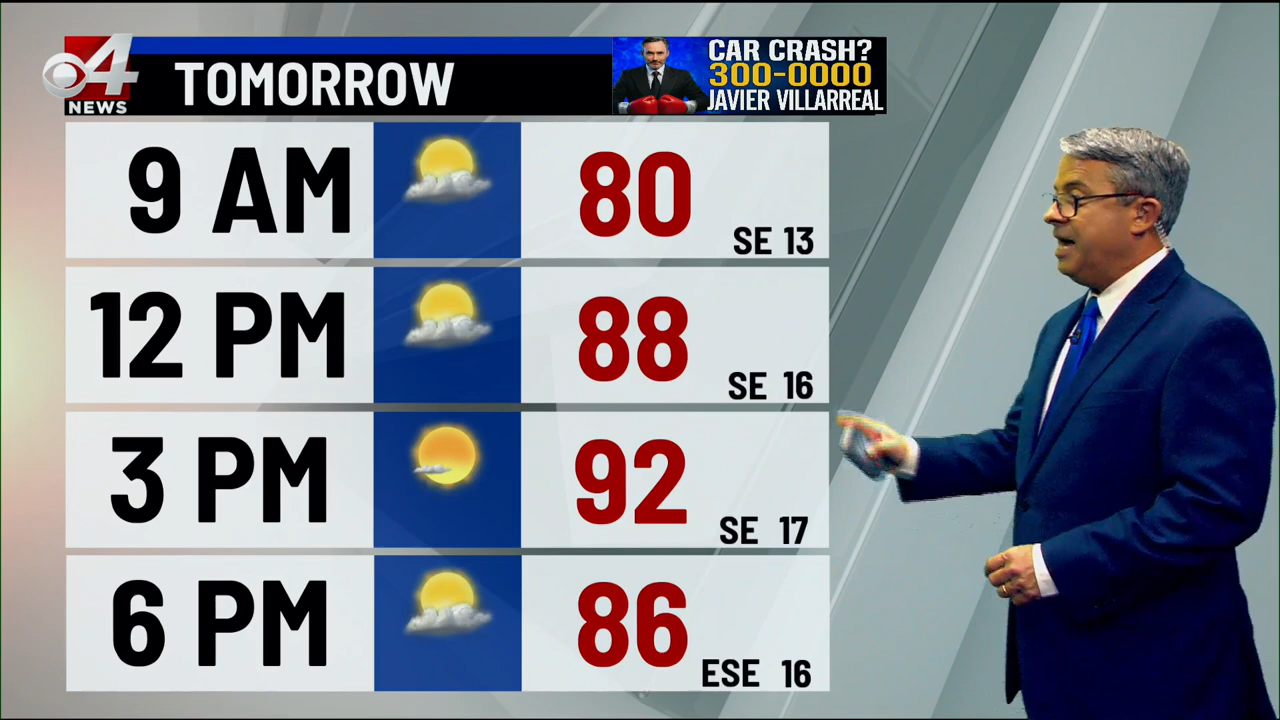 4
NEWS
TOMORROW
CAR CRASH?
300-0000
JAVIER VILLARREAL
9 AM 80 SE 13
12 PM 88 SE 16
3 PM 92 SE 17
6 PM 86 ESE 16